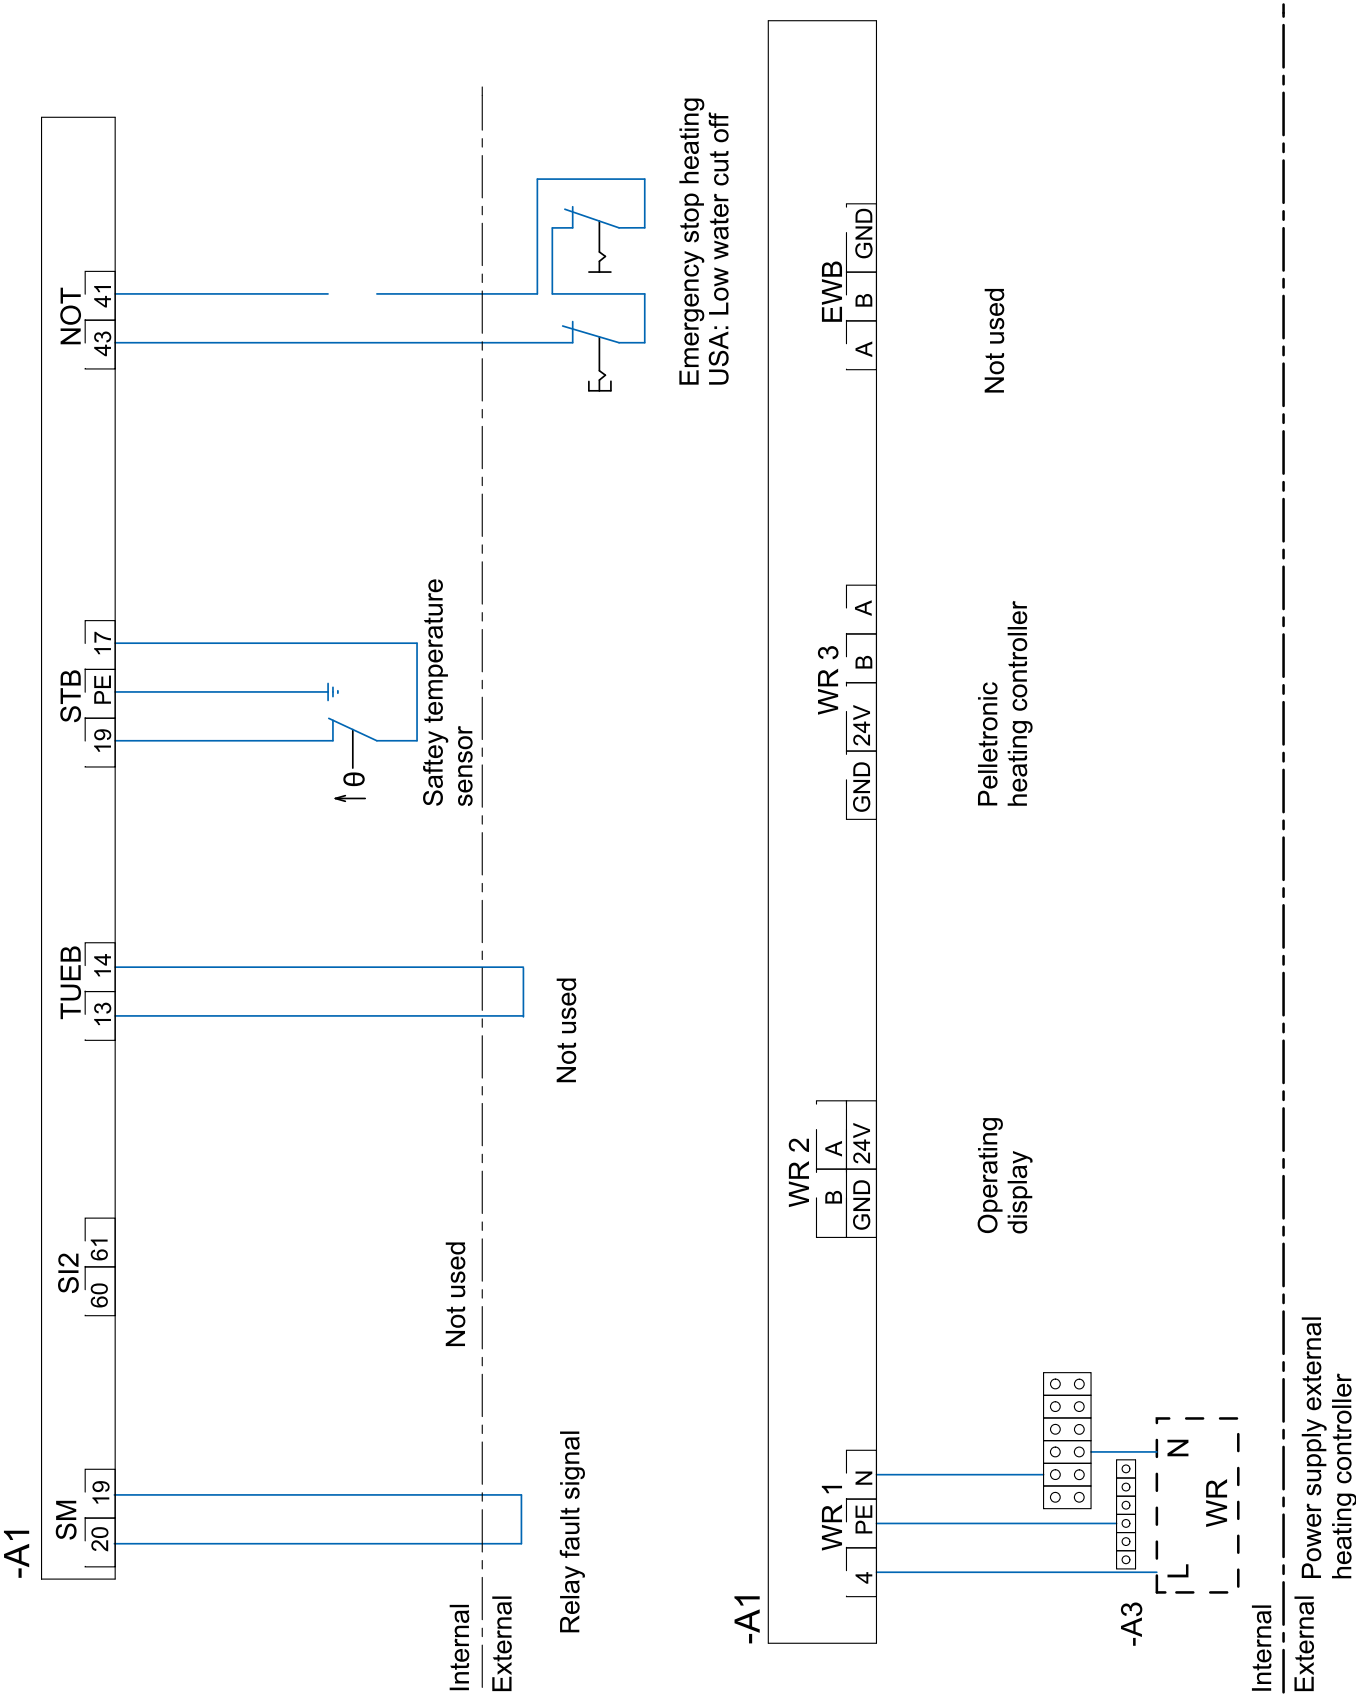 -A1
SM
20 19
SI2
60 61
TUEB
13 14
STB
19 PE 17
NOT
43 41
θ
Saftey temperature
sensor
Not used
Internal
External
Relay fault signal
Not used
Emergency stop heating
USA: Low water cut off
-A1
WR 1
4 PE N
WR 2
B A
GND 24V
WR 3
GND 24V B A
EWB
A B GND
Operating
display
Pelletronic
heating controller
Not used
-A3
L N
WR
Internal
External
Power supply external
heating controller